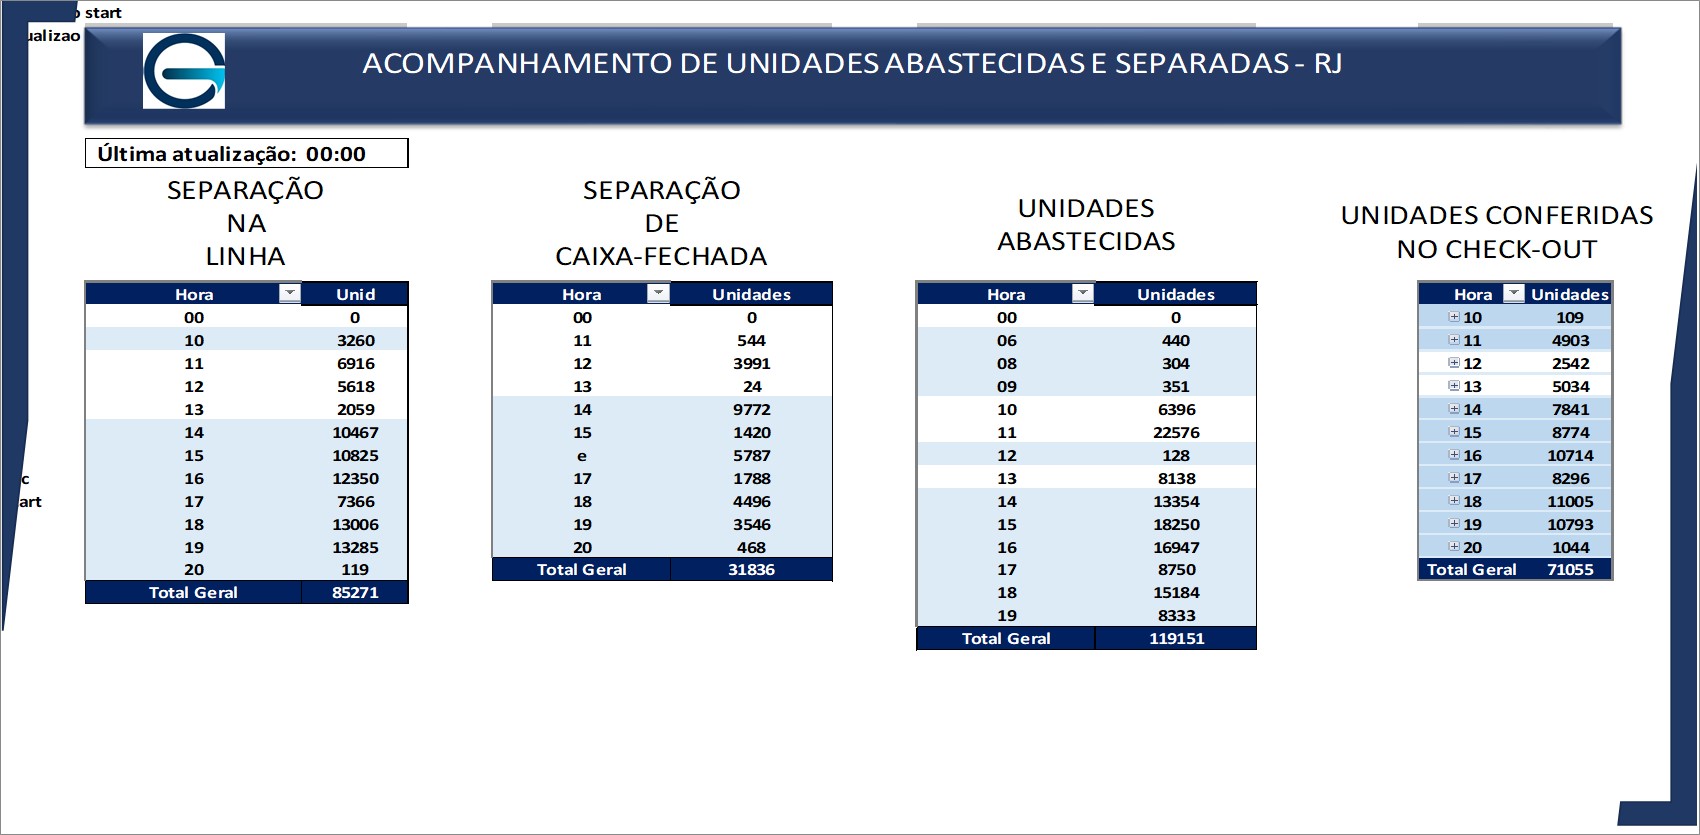 start
ualizao
ACOMPANHAMENTO DE UNIDADES ABASTECIDAS E SEPARADAS - RJ
Última atualização: 00:00
SEPARAÇÃO
NA
LINHA
Hora Unid
00 0
10 3260
11 6916
12 5618
13 2059
14 10467
15 10825
16 12350
17 7366
18 13006
19 13285
20 119
Total Geral 85271
SEPARAÇÃO
DE
CAIXA-FECHADA
Hora Unidades
00 0
11 544
12 3991
13 24
14 9772
15 1420
e 5787
17 1788
18 4496
19 3546
20 468
Total Geral 31836
UNIDADES
ABASTECIDAS
Hora Unidades
00 0
06 440
08 304
09 351
10 6396
11 22576
12 128
13 8138
14 13354
15 18250
16 16947
17 8750
18 15184
19 8333
Total Geral 119151
UNIDADES CONFERIDAS
NO CHECK-OUT
Hora Unidades
10 109
11 4903
12 2542
13 5034
14 7841
15 8774
16 10714
17 8296
18 11005
19 10793
20 1044
Total Geral 71055
c
art